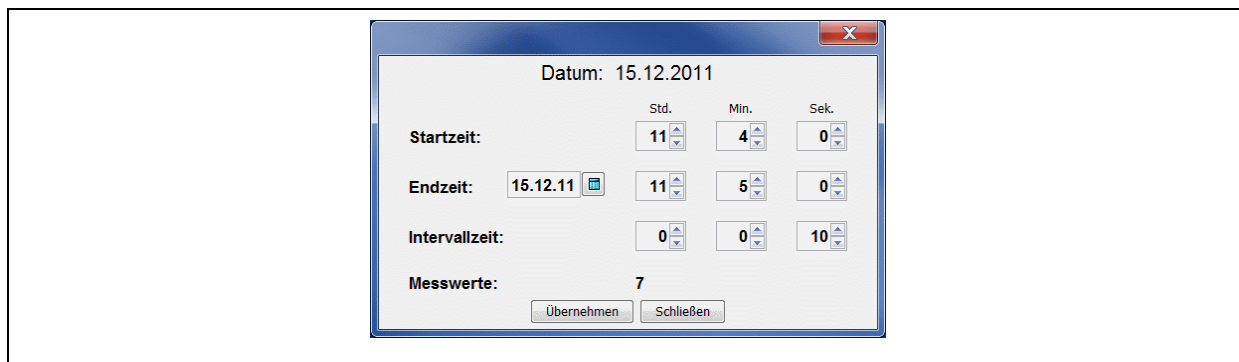 Datum: 15.12.2011
Std. Min. Sek.
Startzeit: 11 4 0
Endzeit: 15.12.11 11 5 0
Intervallzeit: 0 0 10
Messwerte: 7
Übernehmen Schließen